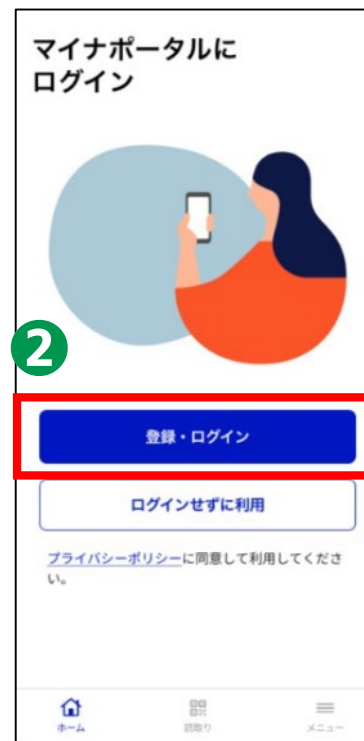 マイナポータルに
ログイン
2
登録・ログイン
ログインせずに利用
プライバシーポリシーに同意して利用してくださ
い。
ホーム 読取り メニュー